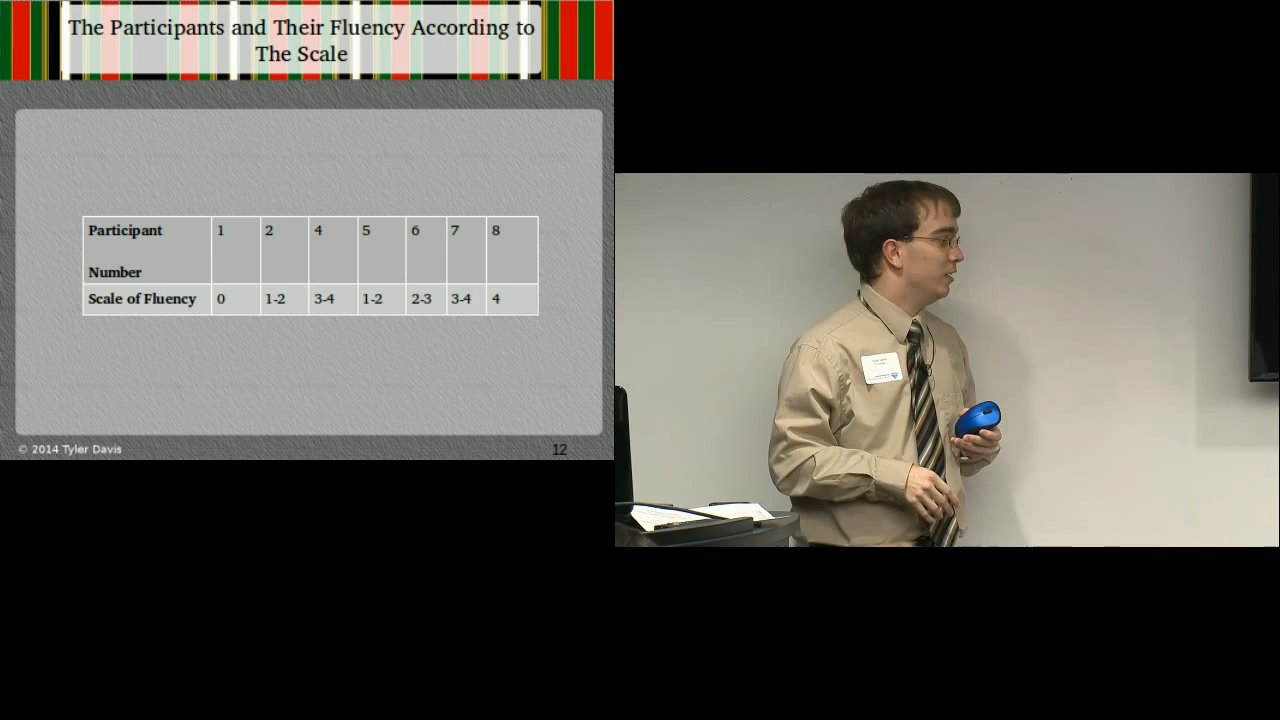 The Participants and Their Fluency According to
The Scale
Participant
Number
1 2 4 5 6 7 8
Scale of Fluency 0 1-2 3-4 1-2 2-3 3-4 4
© 2014 Tyler Davis
12